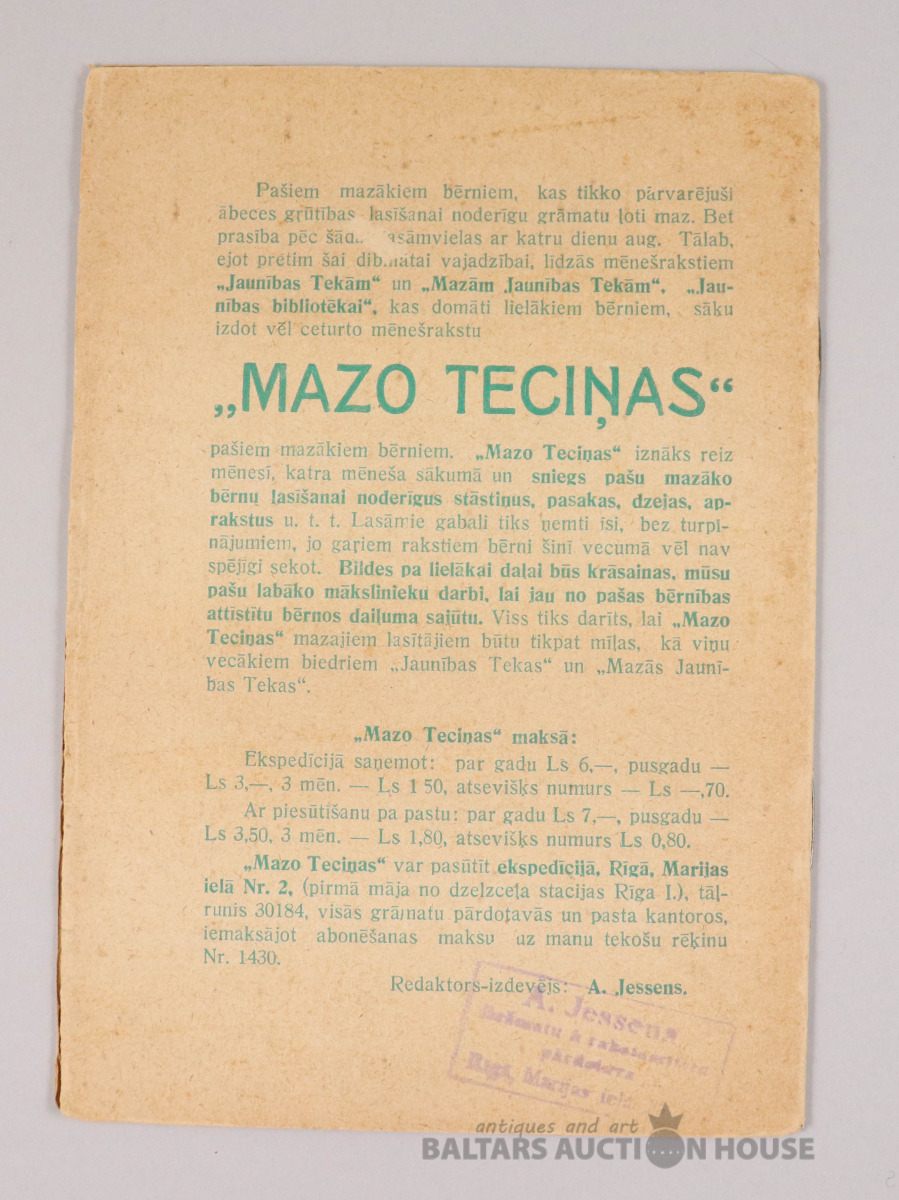 Pašiem mazākiem bērniem, kas tikko pārvarējuši
ābeces grūtības lasīšanai noderīgu grāmatu ļoti maz. Bet
prasība pēc ar katru dienu aug. Tālab,
ejot pretim šai vajadzībai, līdzās mēnešrakstiem
„Jaunības Tekām“ un „Mazām Jaunības Tekām“, „Jau-
nības bibliotēkai“, kas domāti lielākiem bērniem, sāku
izdot vēl ceturto mēnešrakstu
„MAZO TECIŅAS“
pašiem mazākiem bērniem. „Mazo Teciņas“ iznāks reiz
mēnesī, katra mēneša sākumā un sniegs pašu mazāko
bērnu lasīšanai noderīgus stāstiņus, pasakas, dzejas, ap-
rakstus u. t. t. Lasāmie gabali tiks ņemti īsi, bez turpi-
nājumiem, jo gaŗiem rakstiem bērni šinī vecumā vēl nav
spējīgi sekot. Bildes pa lielākai daļai būs krāsainas, mūsu
pašu labāko mākslinieku darbi, lai jau no pašas bērnības
attīstītu bērnos daiļuma sajūtu. Viss tiks darīts, lai „Mazo
Teciņas“ mazajiem lasītājiem būtu tikpat mīļas, kā viņu
vecākiem biedriem „Jaunības Tekas“ un „Mazās Jaunī-
bas Tekas“.
„Mazo Teciņas“ maksā:
Ekspedīcijā saņemot: par gadu Ls 6,—, pusgadu —
Ls 3,—, 3 mēn. — Ls 1 50, atsevišķs numurs — Ls —,70.
Ar piesūtīšanu pa pastu: par gadu Ls 7,—, pusgadu —
Ls 3,50, 3 mēn. — Ls 1,80, atsevišķs numurs Ls 0,80.
„Mazo Teciņas“ var pasūtīt ekspedīcijā, Rīgā, Marijas
ielā Nr. 2, (pirmā māja no dzelzceļa stacijas Rīga I.), tāļ-
runis 30184, visās grāmatu pārdotavās un pasta kantoros,
iemaksājot abonēšanas maksu uz manu tekošu rēķinu
Nr. 1430.
Redaktors-izdevējs: A. Jessens.
A. Jessens
Rīgā, Marijas ielā
antiques and art
BALTARS AUCTION HOUSE